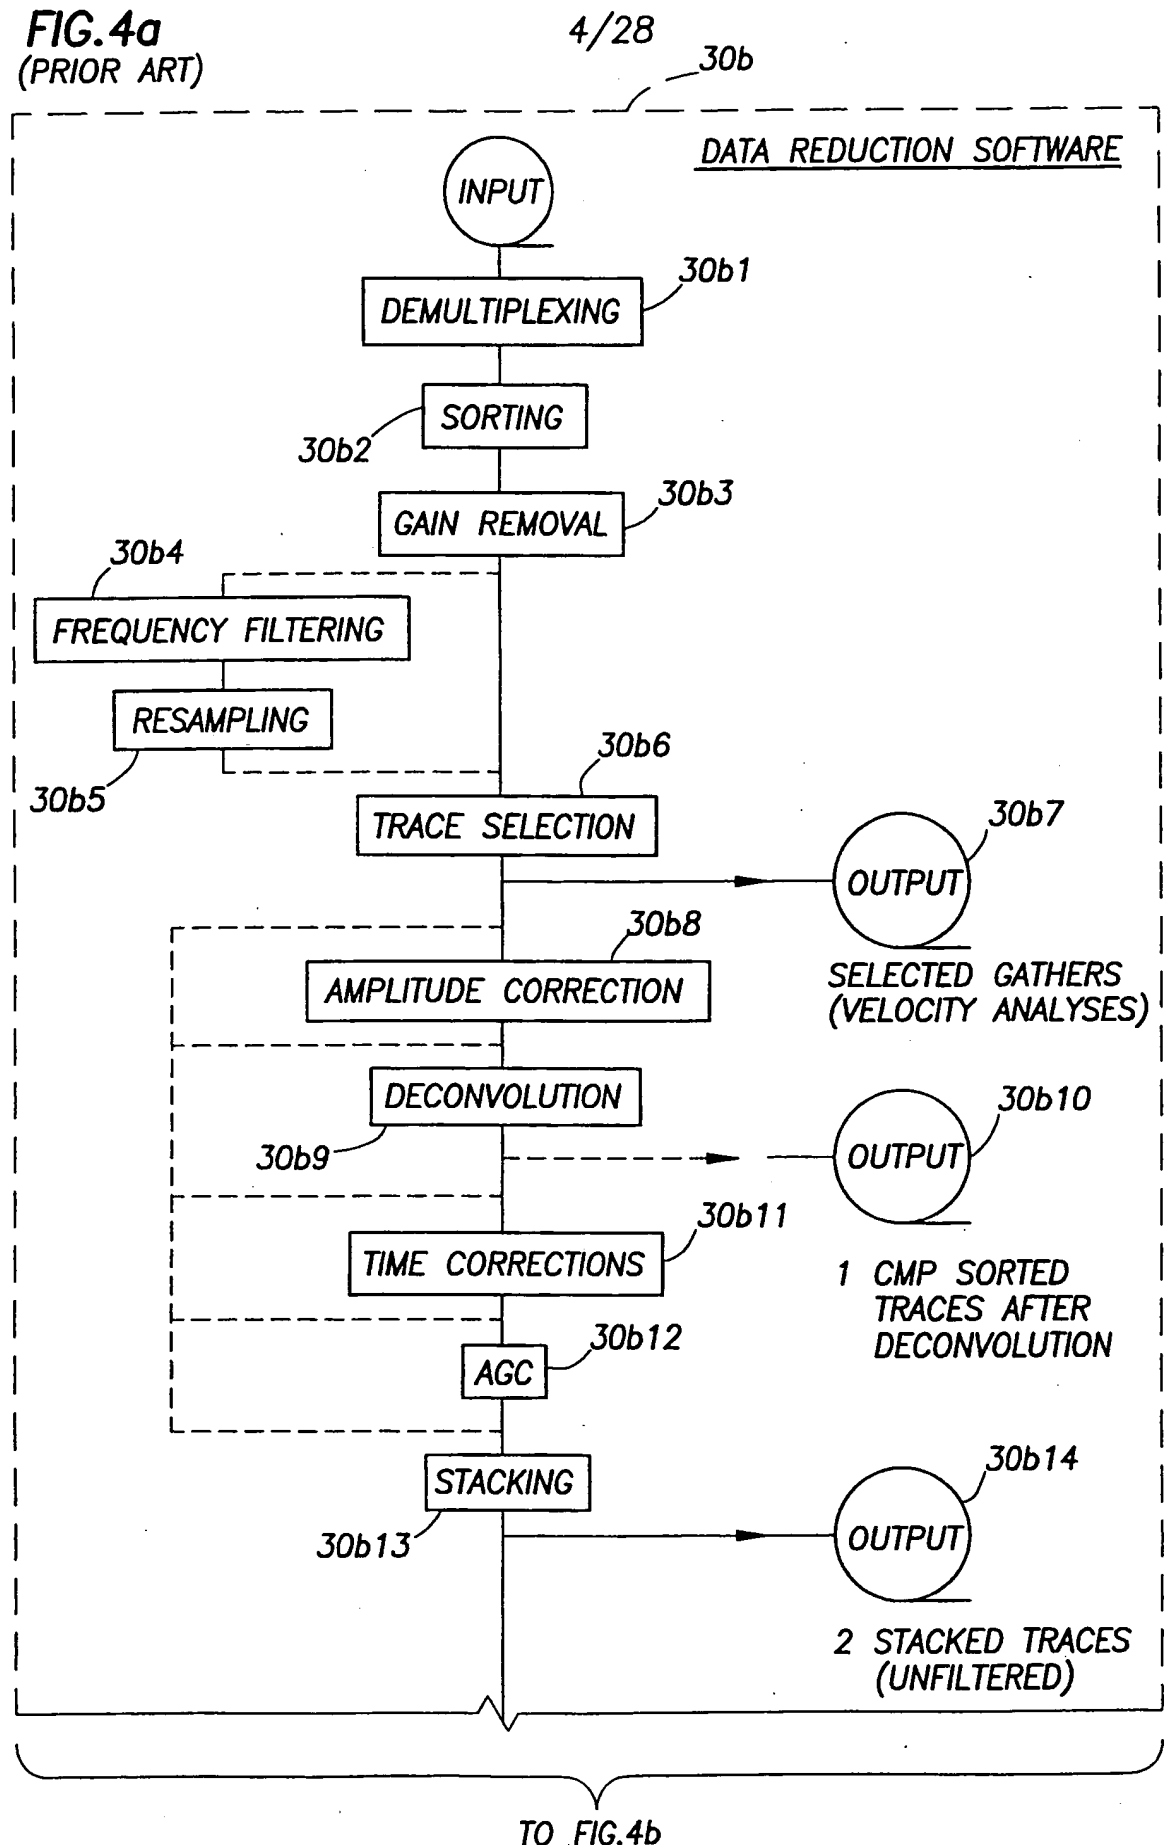 FIG.4a
(PRIOR ART)
4/28
30b
DATA REDUCTION SOFTWARE
INPUT
30b1
DEMULTIPLEXING
SORTING
30b2
30b3
GAIN REMOVAL
30b4
FREQUENCY FILTERING
RESAMPLING
30b5
30b6
TRACE SELECTION
30b7
OUTPUT
SELECTED GATHERS
(VELOCITY ANALYSES)
30b8
AMPLITUDE CORRECTION
DECONVOLUTION
30b9
30b10
OUTPUT
1 CMP SORTED
TRACES AFTER
DECONVOLUTION
30b11
TIME CORRECTIONS
30b12
AGC
STACKING
30b13
30b14
OUTPUT
2 STACKED TRACES
(UNFILTERED)
TO FIG.4b